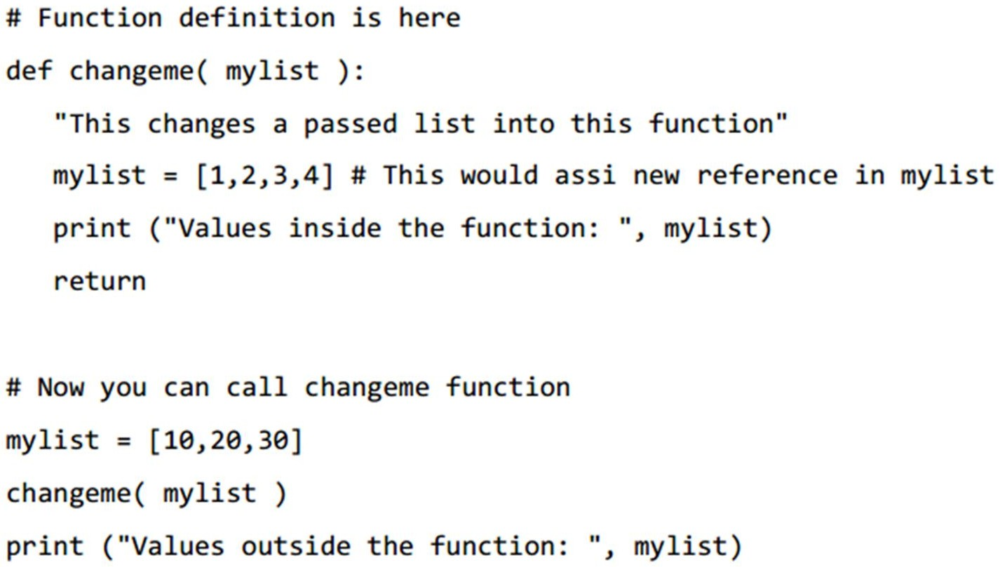 # Function definition is here
def changeme( mylist ):
   "This changes a passed list into this function"
   mylist = [1,2,3,4] # This would assi new reference in mylist
   print ("Values inside the function: ", mylist)
   return

# Now you can call changeme function
mylist = [10,20,30]
changeme( mylist )
print ("Values outside the function: ", mylist)